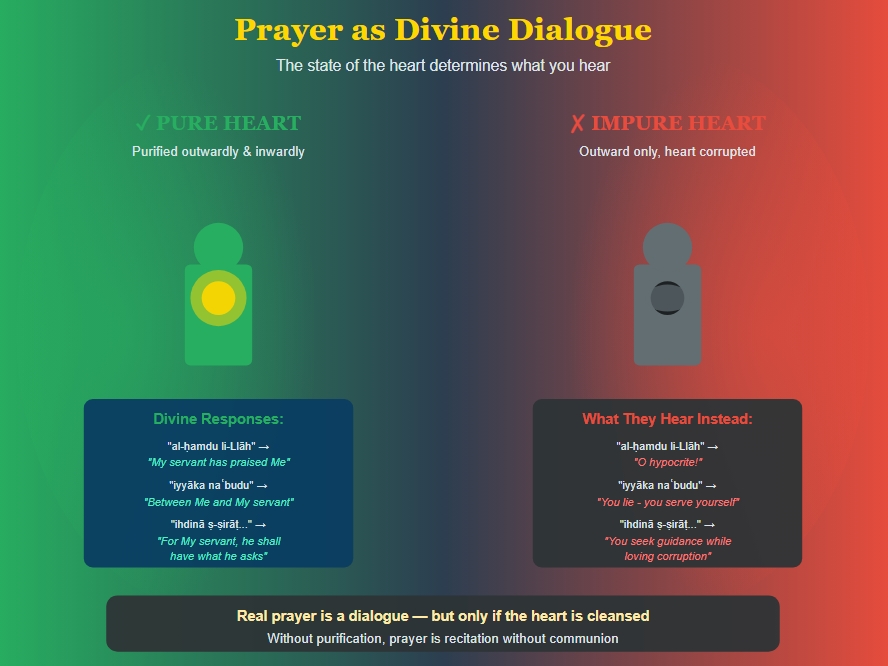 Prayer as Divine Dialogue
The state of the heart determines what you hear
✓ PURE HEART
Purified outwardly & inwardly
✗ IMPURE HEART
Outward only, heart corrupted
Divine Responses:
"al-ḥamdu li-Llāh" →
"My servant has praised Me"
"iyyāka naʿbudu" →
"Between Me and My servant"
"ihdinā ṣ-ṣirāṭ..." →
"For My servant, he shall
have what he asks"
What They Hear Instead:
"al-ḥamdu li-Llāh" →
"O hypocrite!"
"iyyāka naʿbudu" →
"You lie - you serve yourself"
"ihdinā ṣ-ṣirāṭ..." →
"You seek guidance while
loving corruption"
Real prayer is a dialogue — but only if the heart is cleansed
Without purification, prayer is recitation without communion